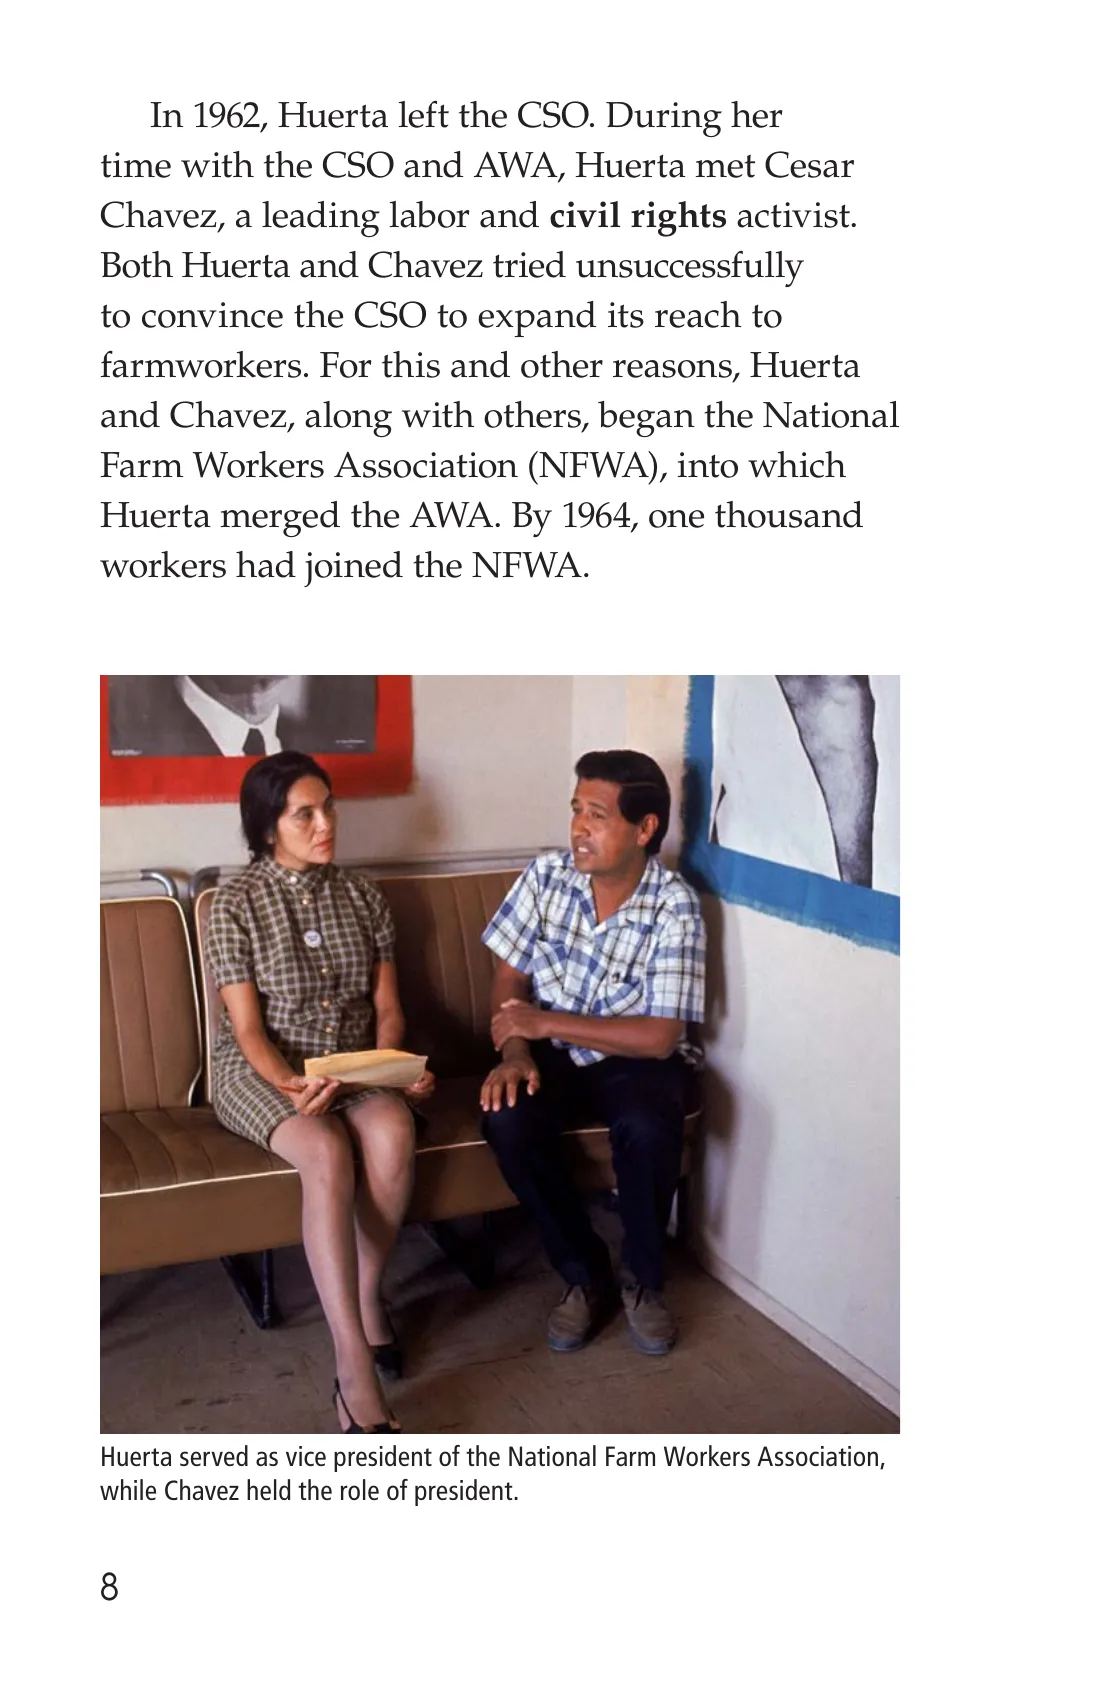 In 1962, Huerta left the CSO. During her
time with the CSO and AWA, Huerta met Cesar
Chavez, a leading labor and civil rights activist.
Both Huerta and Chavez tried unsuccessfully
to convince the CSO to expand its reach to
farmworkers. For this and other reasons, Huerta
and Chavez, along with others, began the National
Farm Workers Association (NFWA), into which
Huerta merged the AWA. By 1964, one thousand
workers had joined the NFWA.
Huerta served as vice president of the National Farm Workers Association,
while Chavez held the role of president.
8